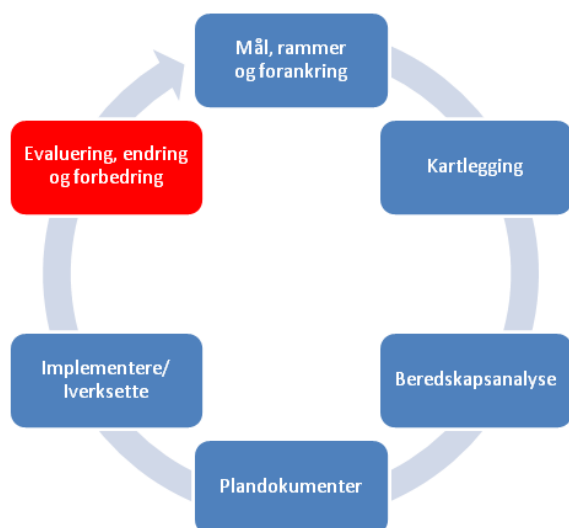 Mål, rammer
og forankring
Kartlegging
Beredskapsanalyse
Plandokumenter
Implementere/
Iverksette
Evaluering, endring
og forbedring